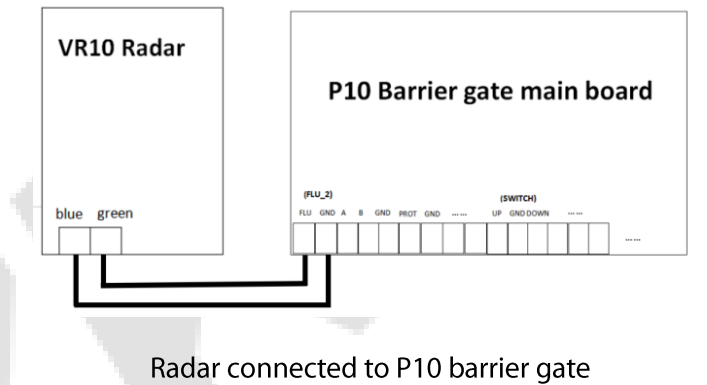 VR10 Radar
P10 Barrier gate main board
(FLU_2)
(SWITCH)
blue green
FLU GND A B GND PROT GND ...... UP GND DOWN ......
......
Radar connected to P10 barrier gate